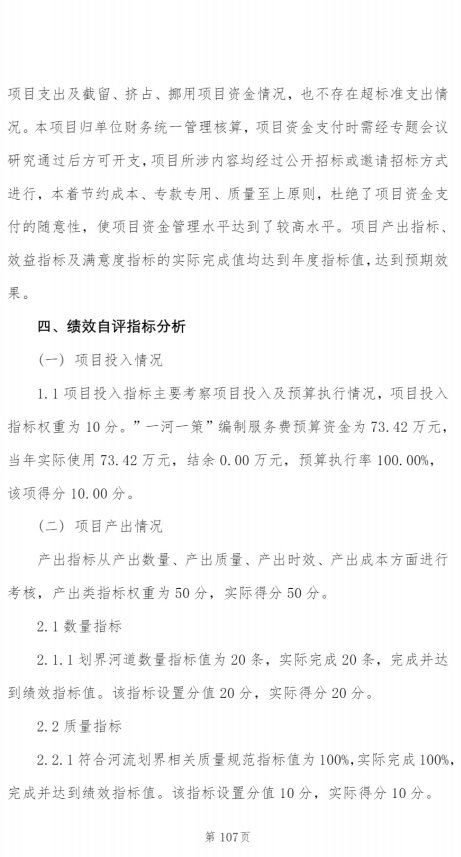 项目支出及截留、挤占、挪用项目资金情况，也不存在超标准支出情
况。本项目归单位财务统一管理核算，项目资金支付时需经专题会议
研究通过后方可开支，项目所涉内容均经过公开招标或邀请招标方式
进行，本着节约成本、专款专用、质量至上原则，杜绝了项目资金支
付的随意性，使项目资金管理水平达到了较高水平。项目产出指标、
效益指标及满意度指标的实际完成值均达到年度指标值，达到预期效
果。
四、绩效自评指标分析
(一) 项目投入情况
1.1 项目投入指标主要考察项目投入及预算执行情况，项目投入
指标权重为 10 分。”一河一策”编制服务费预算资金为 73.42 万元，
当年实际使用 73.42 万元，结余 0.00 万元，预算执行率 100.00%，
该项得分 10.00 分。
(二) 项目产出情况
产出指标从产出数量、产出质量、产出时效、产出成本方面进行
考核，产出类指标权重为 50 分，实际得分 50 分。
2.1 数量指标
2.1.1 划界河道数量指标值为 20 条，实际完成 20 条，完成并达
到绩效指标值。该指标设置分值 20 分，实际得分 20 分。
2.2 质量指标
2.2.1 符合河流划界相关质量规范指标值为 100%，实际完成 100%，
完成并达到绩效指标值。该指标设置分值 10 分，实际得分 10 分。
第 107页